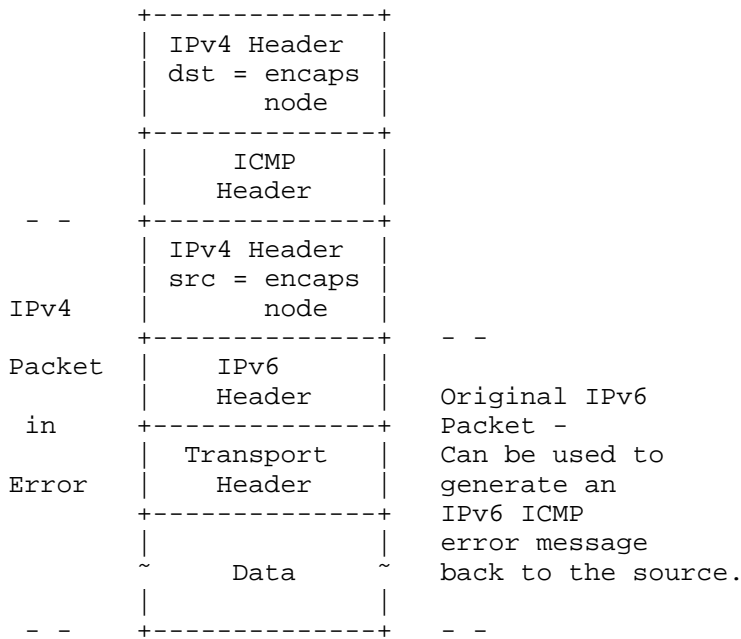 +--------------+
| IPv4 Header  |
| dst = encaps |
|       node   |
+--------------+
|     ICMP     |
|    Header    |
- -    +--------------+
| IPv4 Header  |
| src = encaps |
IPv4   |       node   |
+--------------+   - -
Packet |    IPv6      |
|    Header    |   Original IPv6
in    +--------------+   Packet -
|  Transport   |   Can be used to
Error  |    Header    |   generate an
+--------------+   IPv6 ICMP
|              |   error message
~     Data     ~   back to the source.
|              |
- -    +--------------+   - -